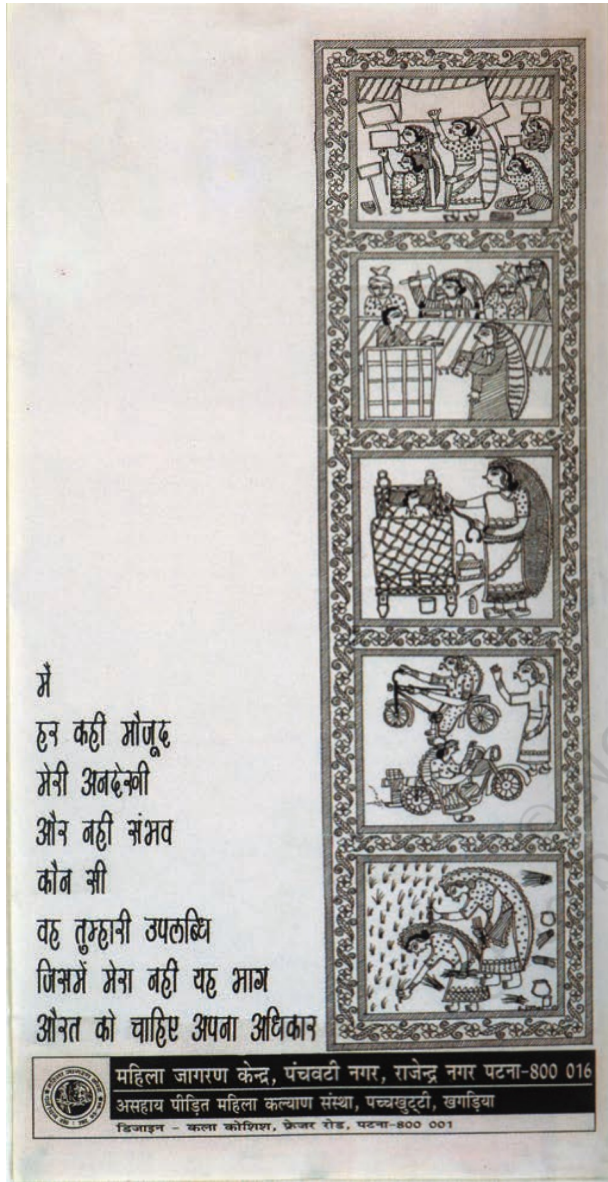 में
हर कहीं मौजूद
मेरी अनदेखी
और नहीं संभव
कौन सी
वह तुम्हारी उपलब्धि
जिसमें मेरा नहीं यह भाग
औरत को चाहिए अपना अधिकार
महिला जागरण केन्द्र, पंचवटी नगर, राजेन्द्र नगर पटना-800 016
असहाय पीड़ित महिला कल्याण संस्था, पच्चखुट्टी, खगड़िया
डिजाइन - कला कोशिश, फ्रेजर रोड, पटना-800 001